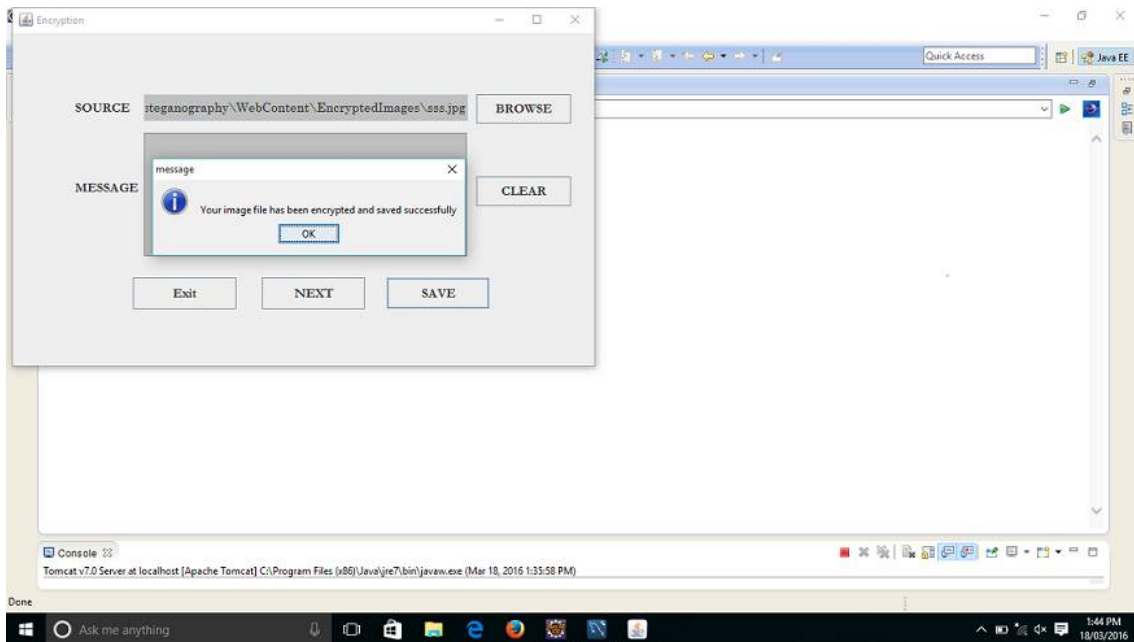 Encryption
Quick Access
Java EE
SOURCE steganography\WebContent\EncryptedImages\sss.jpg BROWSE
message
MESSAGE
Your image file has been encrypted and saved successfully
CLEAR
OK
Exit NEXT SAVE
Console
Tomcat v7.0 Server at localhost [Apache Tomcat] C:\Program Files (x86)\Java\jre7\bin\javaw.exe (Mar 18, 2016 1:35:58 PM)
Done
Ask me anything
1:44 PM
18/03/2016